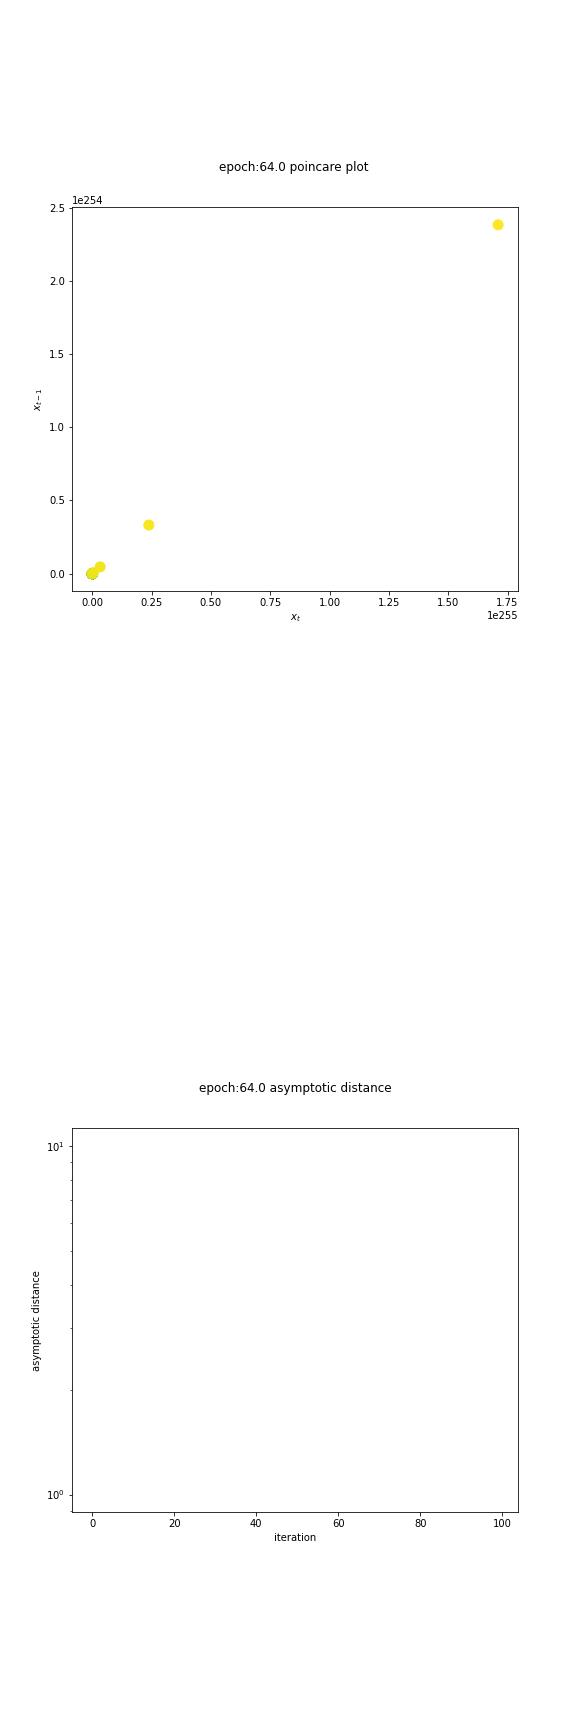 epoch:64.0 poincare plot
1e254
2.5
2.0
1.5
1.0
0.5
0.0
x_{t-1}
0.00 0.25 0.50 0.75 1.00 1.25 1.50 1.75
x_t
1e255
epoch:64.0 asymptotic distance
10¹
10⁰
asymptotic distance
0 20 40 60 80 100
iteration